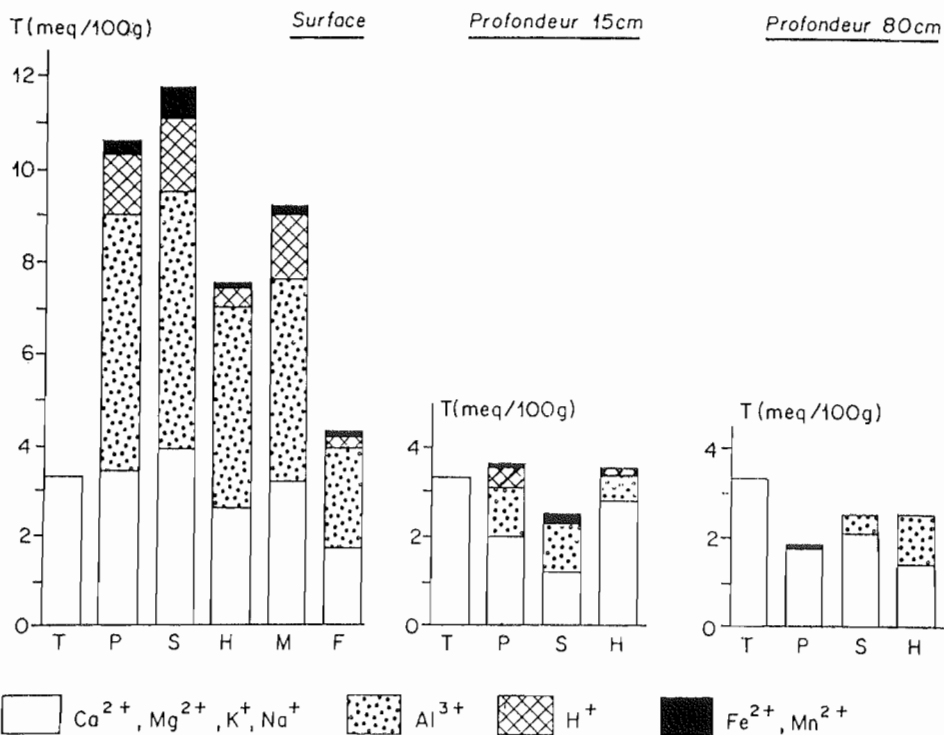 T(meq/100g)
Surface
Profondeur 15cm
Profondeur 80cm
12
10
8
6
4
2
0
T P S H M F
T(meq/100g)
4
2
0
T P S H
T(meq/100g)
4
2
0
T P S H
Ca²⁺, Mg²⁺, K⁺, Na⁺
Al³⁺
H⁺
Fe²⁺, Mn²⁺